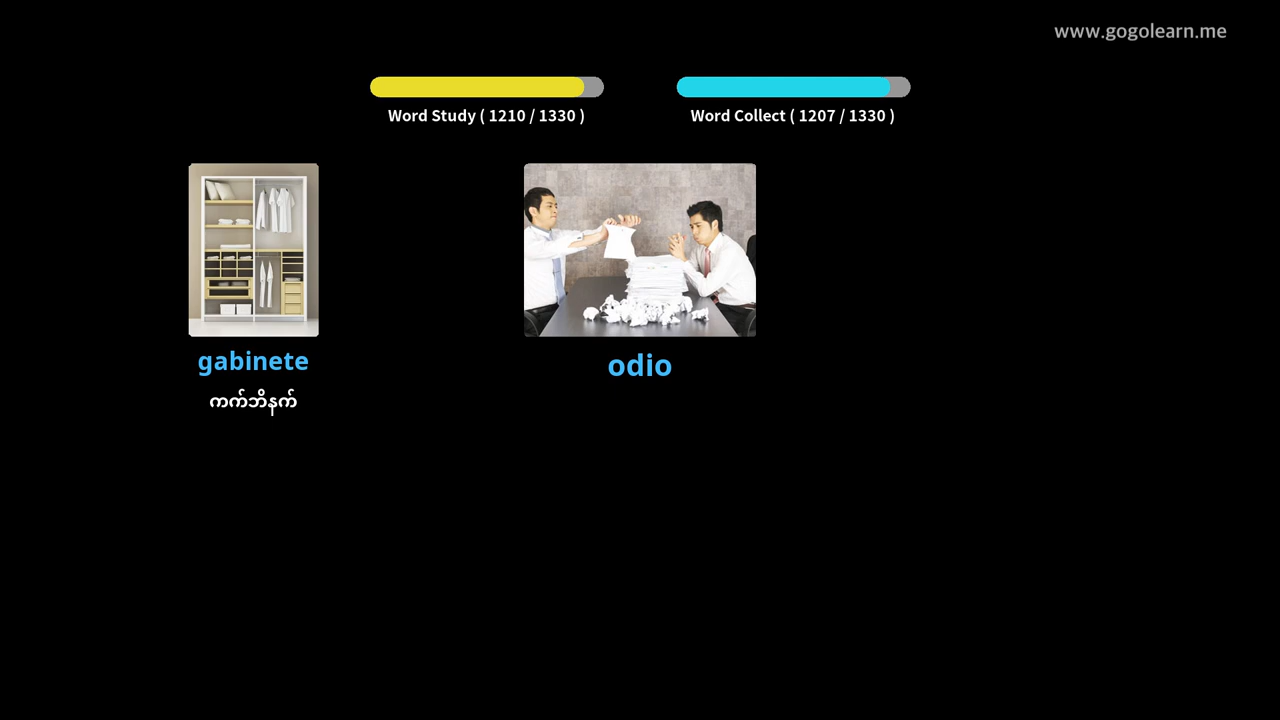 www.gogolearn.me
Word Study ( 1210 / 1330 )
Word Collect ( 1207 / 1330 )
gabinete
ကက်ဘိနက်
odio